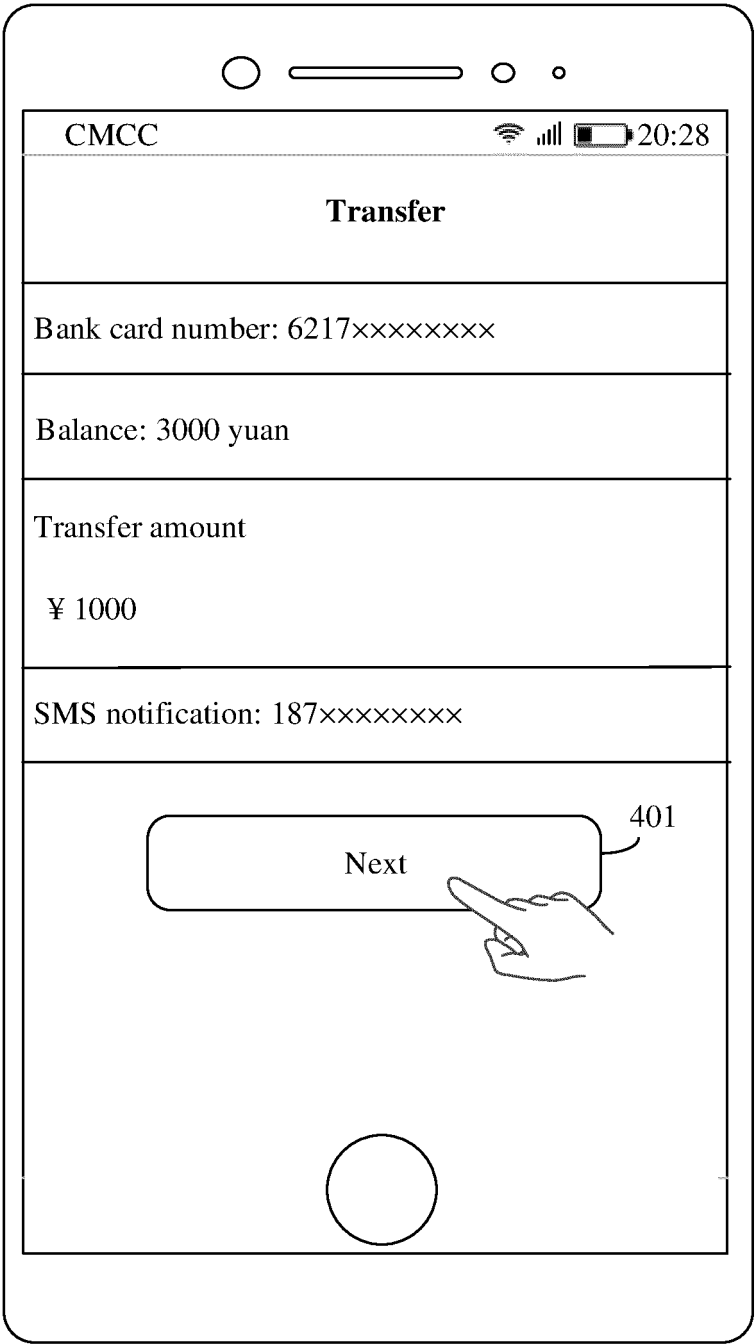 CMCC 20:28
Transfer
Bank card number: 6217××××××××
Balance: 3000 yuan
Transfer amount
¥ 1000
SMS notification: 187××××××××
401
Next